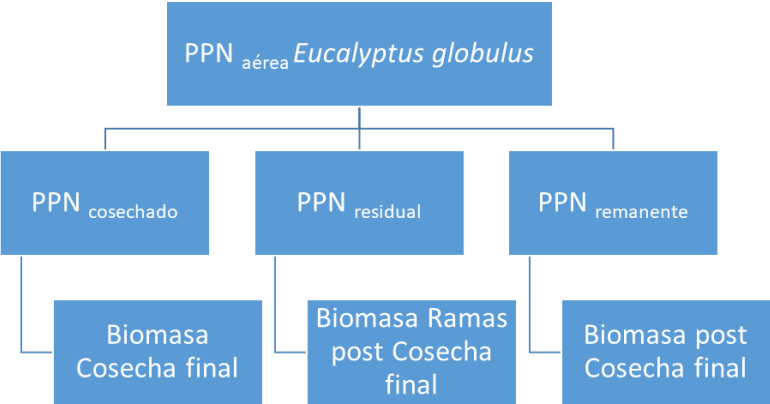 PPN aérea Eucalyptus globulus
PPN cosechado
PPN residual
PPN remanente
Biomasa
Cosecha final
Biomasa Ramas
post Cosecha
final
Biomasa post
Cosecha final